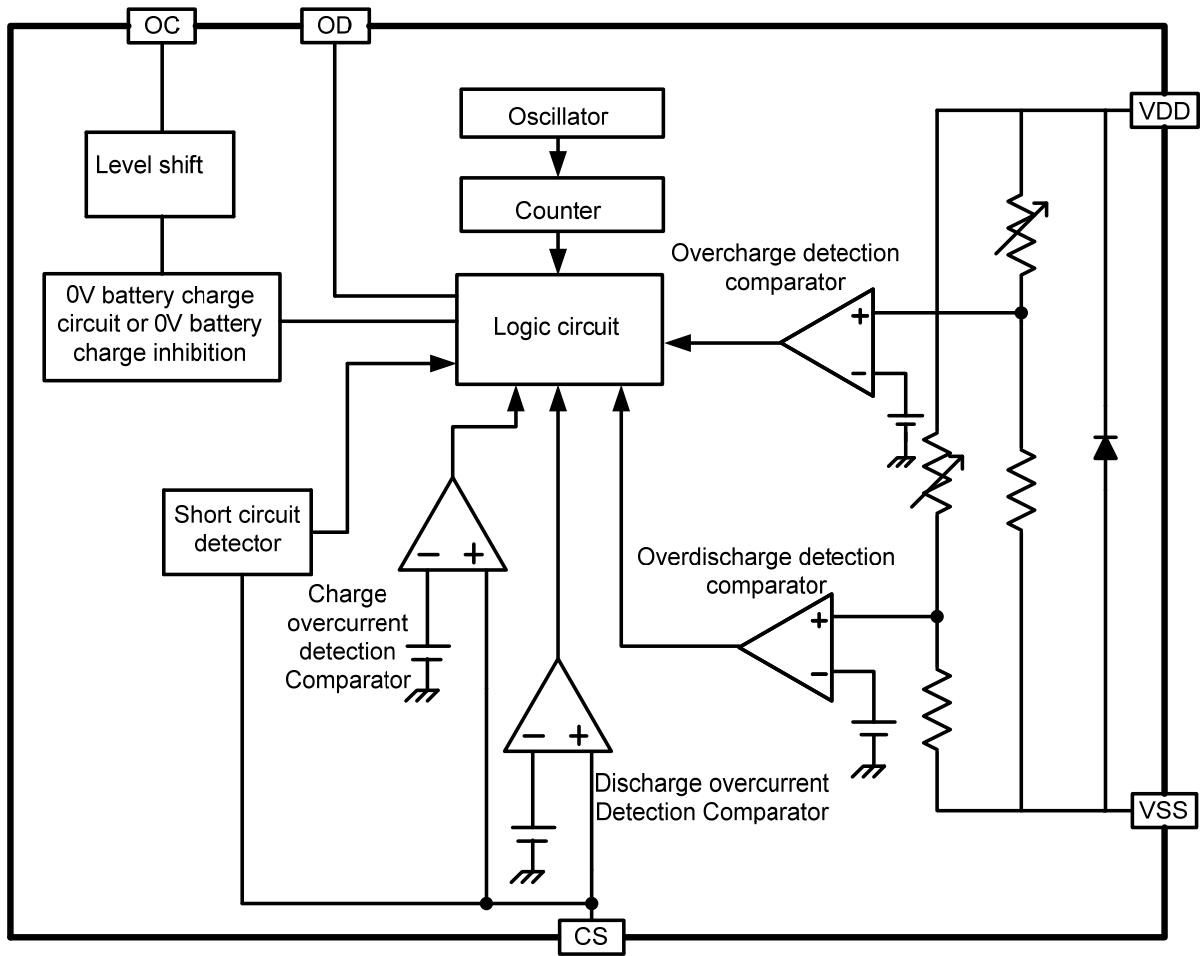 OC
OD
VDD
Oscillator
Level shift
Counter
Overcharge detection
comparator
0V battery charge
circuit or 0V battery
charge inhibition
Logic circuit
+
−
Short circuit
detector
− +
Overdischarge detection
comparator
Charge
overcurrent
detection
Comparator
+
−
− +
Discharge overcurrent
Detection Comparator
VSS
CS